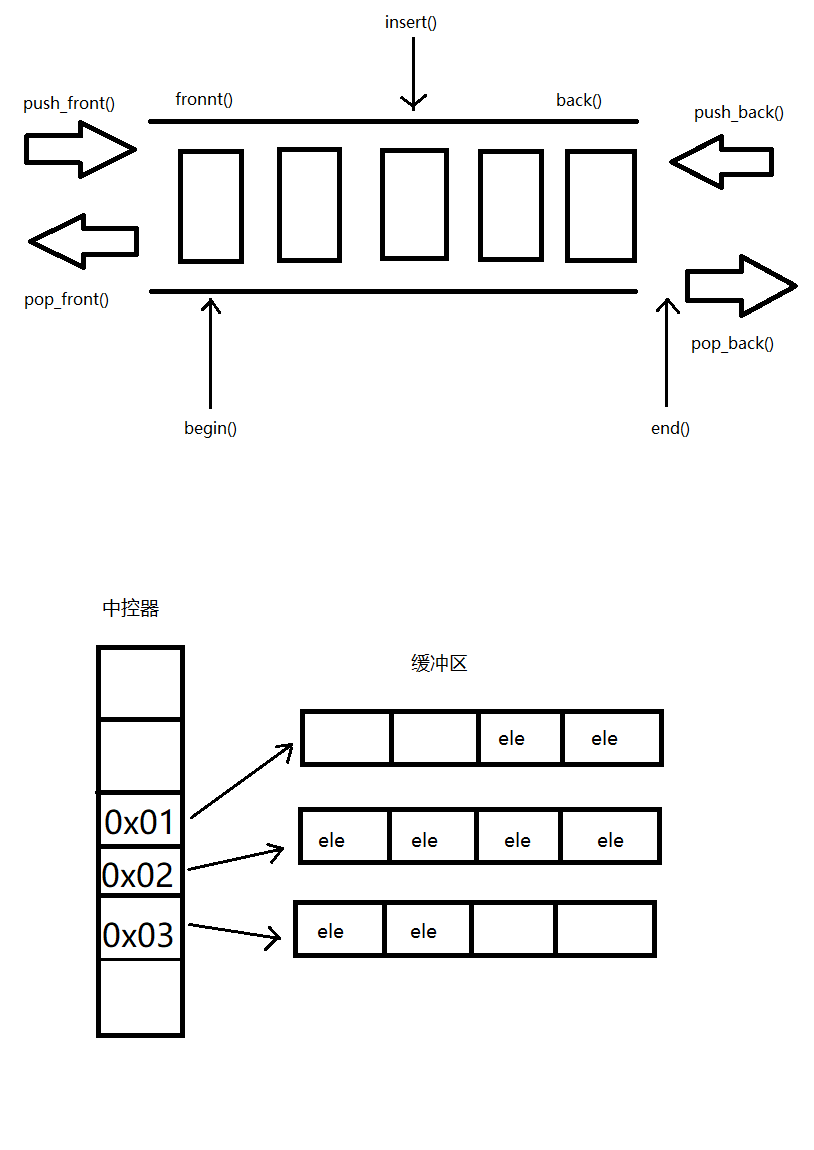 insert()
push_front()
fronnt()
back()
push_back()
pop_front()
pop_back()
begin()
end()
中控器
缓冲区
0x01
ele
ele
0x02
ele
ele
ele
ele
0x03
ele
ele